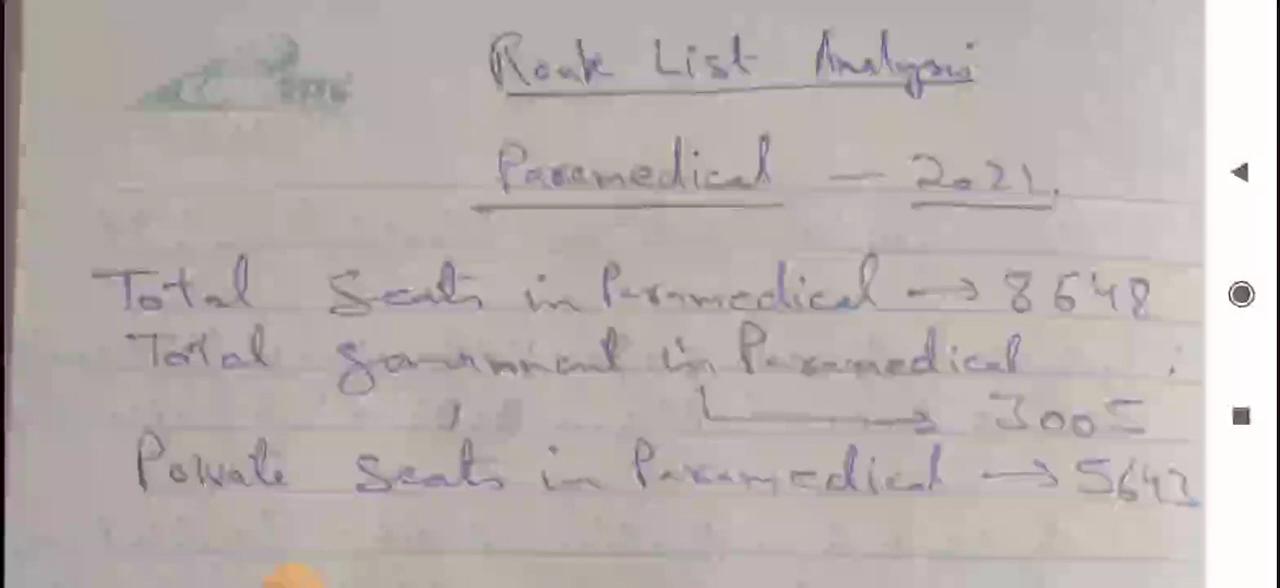 Rank List Analysis
Paramedical - 2021.
Total Seats in Paramedical → 8648
Total government in Paramedical
→ 3005
Private seats in Paramedical → 5643